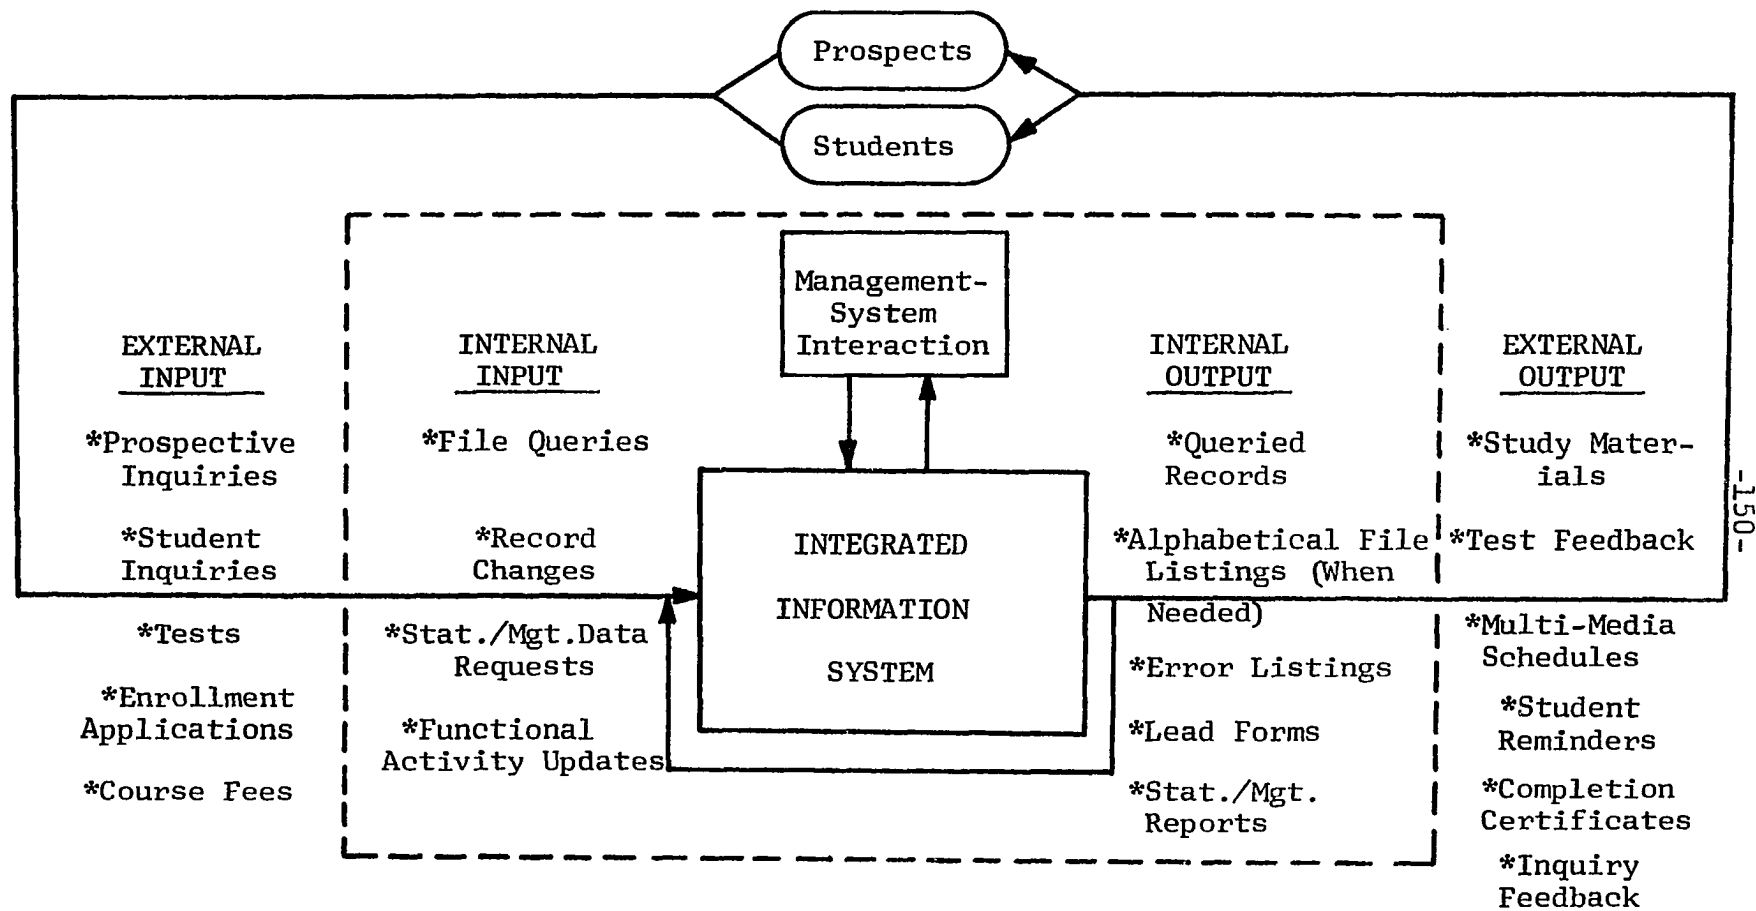 Prospects
Students
Management-
System
Interaction
EXTERNAL
INPUT
*Prospective
Inquiries
*Student
Inquiries
*Tests
*Enrollment
Applications
*Course Fees
INTERNAL
INPUT
*File Queries
*Record
Changes
*Stat./Mgt.Data
Requests
*Functional
Activity Updates
INTEGRATED
INFORMATION
SYSTEM
INTERNAL
OUTPUT
*Queried
Records
*Alphabetical File
Listings (When
Needed)
*Error Listings
*Lead Forms
*Stat./Mgt.
Reports
EXTERNAL
OUTPUT
*Study Mater-
ials
*Test Feedback
*Multi-Media
Schedules
*Student
Reminders
*Completion
Certificates
*Inquiry
Feedback
-150-